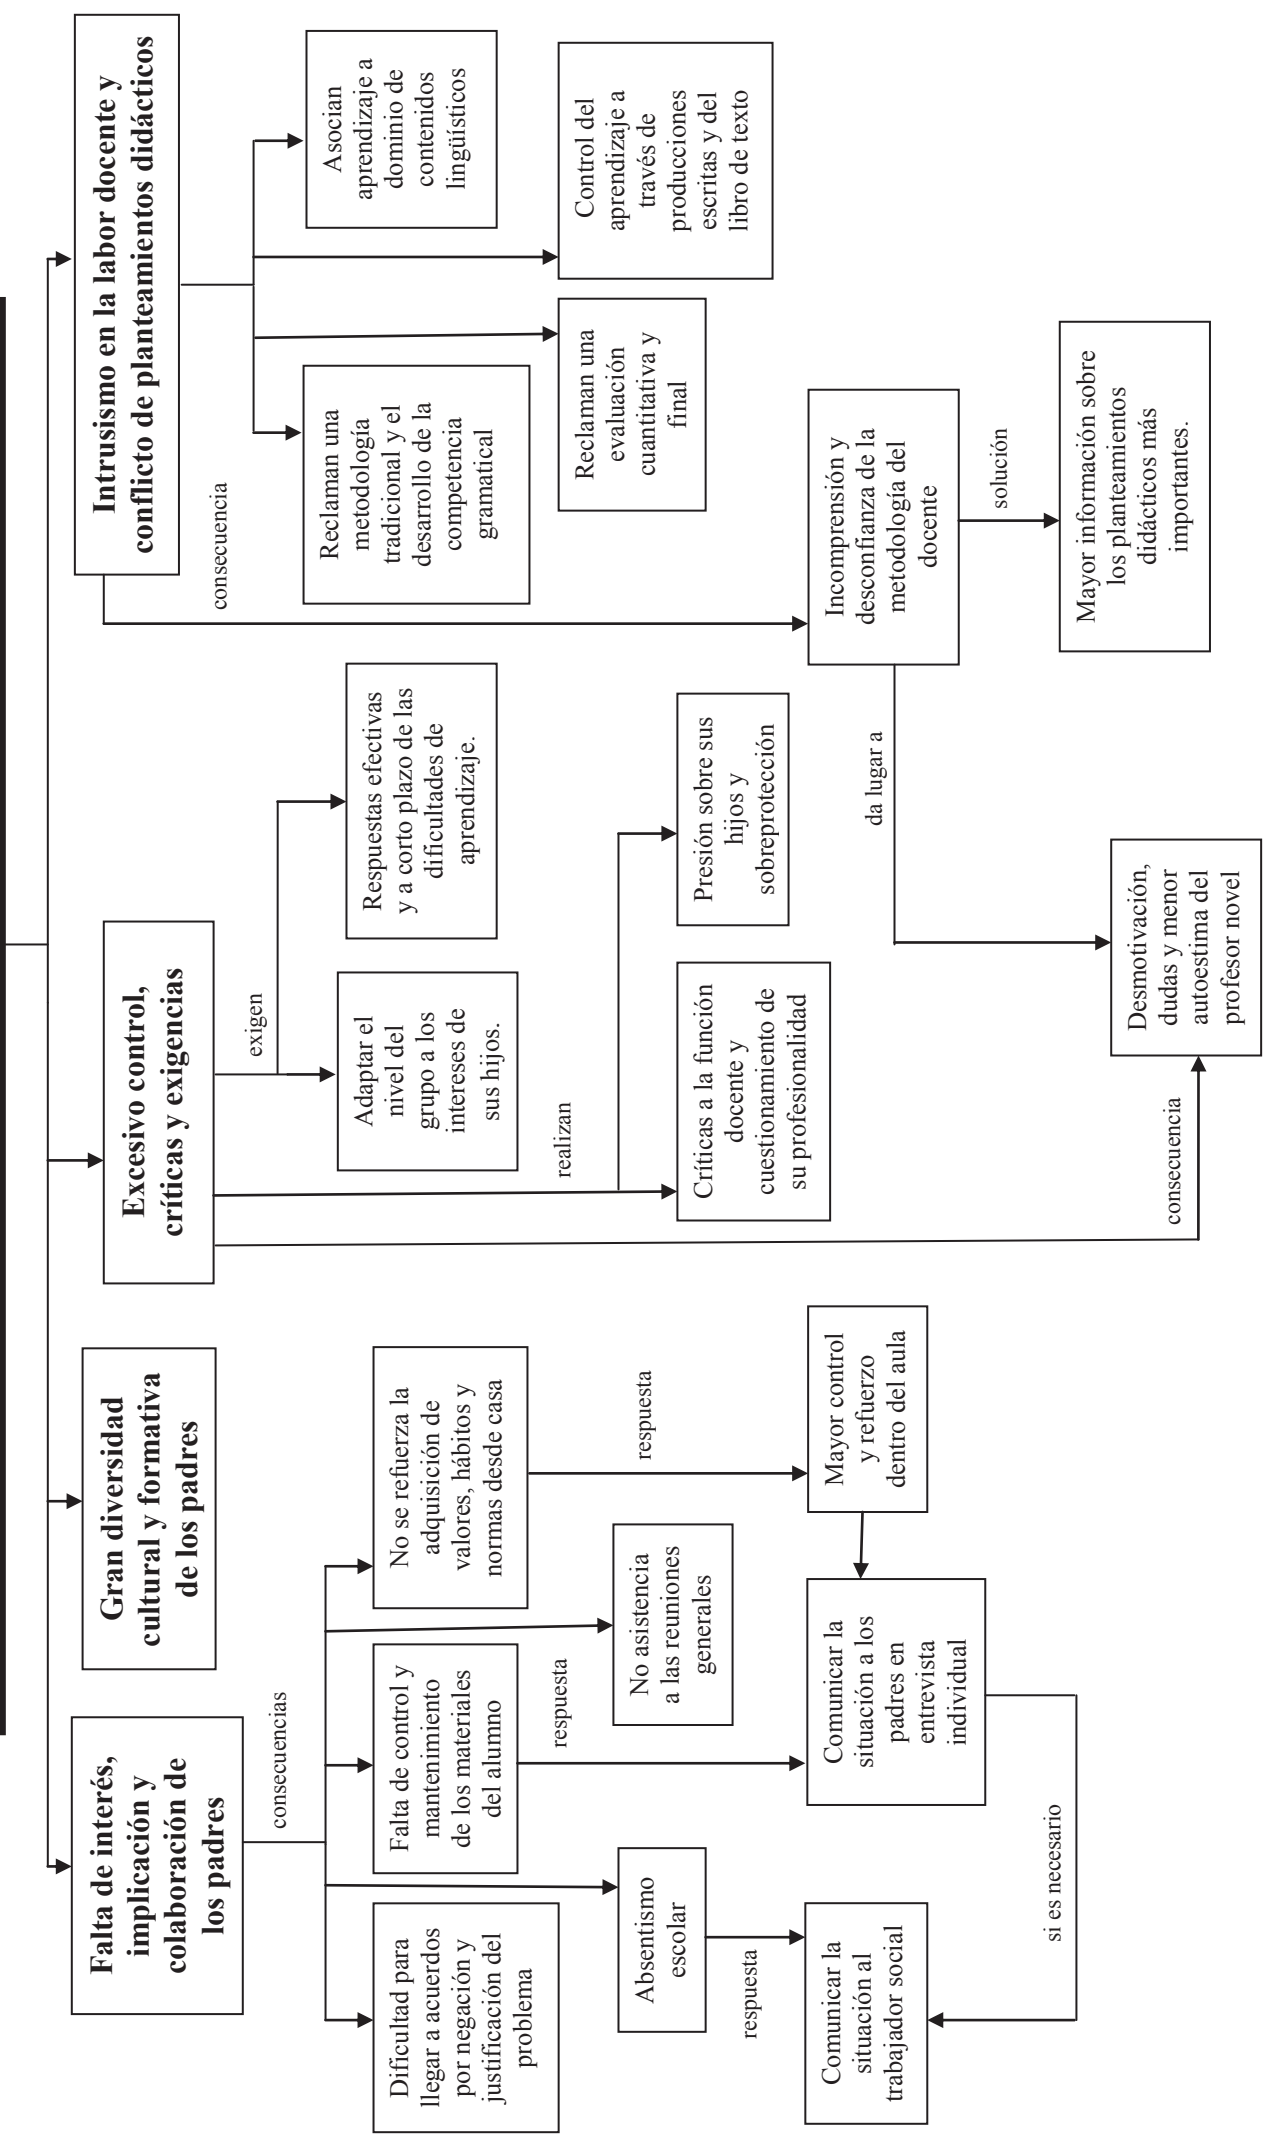 Falta de interés,
implicación y
colaboración de
los padres
Gran diversidad
cultural y formativa
de los padres
Excesivo control,
críticas y exigencias
Intrusismo en la labor docente y
conflicto de planteamientos didácticos
consecuencias
Dificultad para
llegar a acuerdos
por negación y
justificación del
problema
Falta de control y
mantenimiento
de los materiales
del alumno
No se refuerza la
adquisición de
valores, hábitos y
normas desde casa
Absentismo
escolar
No asistencia
a las reuniones
generales
respuesta
respuesta
respuesta
Comunicar la
situación al
trabajador social
Comunicar la
situación a los
padres en
entrevista
individual
Mayor control
y refuerzo
dentro del aula
si es necesario
exigen
Adaptar el
nivel del
grupo a los
intereses de
sus hijos.
Respuestas efectivas
y a corto plazo de las
dificultades de
aprendizaje.
realizan
Críticas a la función
docente y
cuestionamiento de
su profesionalidad
Presión sobre sus
hijos y
sobreprotección
consecuencia
Desmotivación,
dudas y menor
autoestima del
profesor novel
consecuencia
Reclaman una
metodología
tradicional y el
desarrollo de la
competencia
gramatical
Asocian
aprendizaje a
dominio de
contenidos
lingüísticos
Reclaman una
evaluación
cuantitativa y
final
Control del
aprendizaje a
través de
producciones
escritas y del
libro de texto
Incomprensión y
desconfianza de la
metodología del
docente
da lugar a
solución
Mayor información sobre
los planteamientos
didácticos más
importantes.